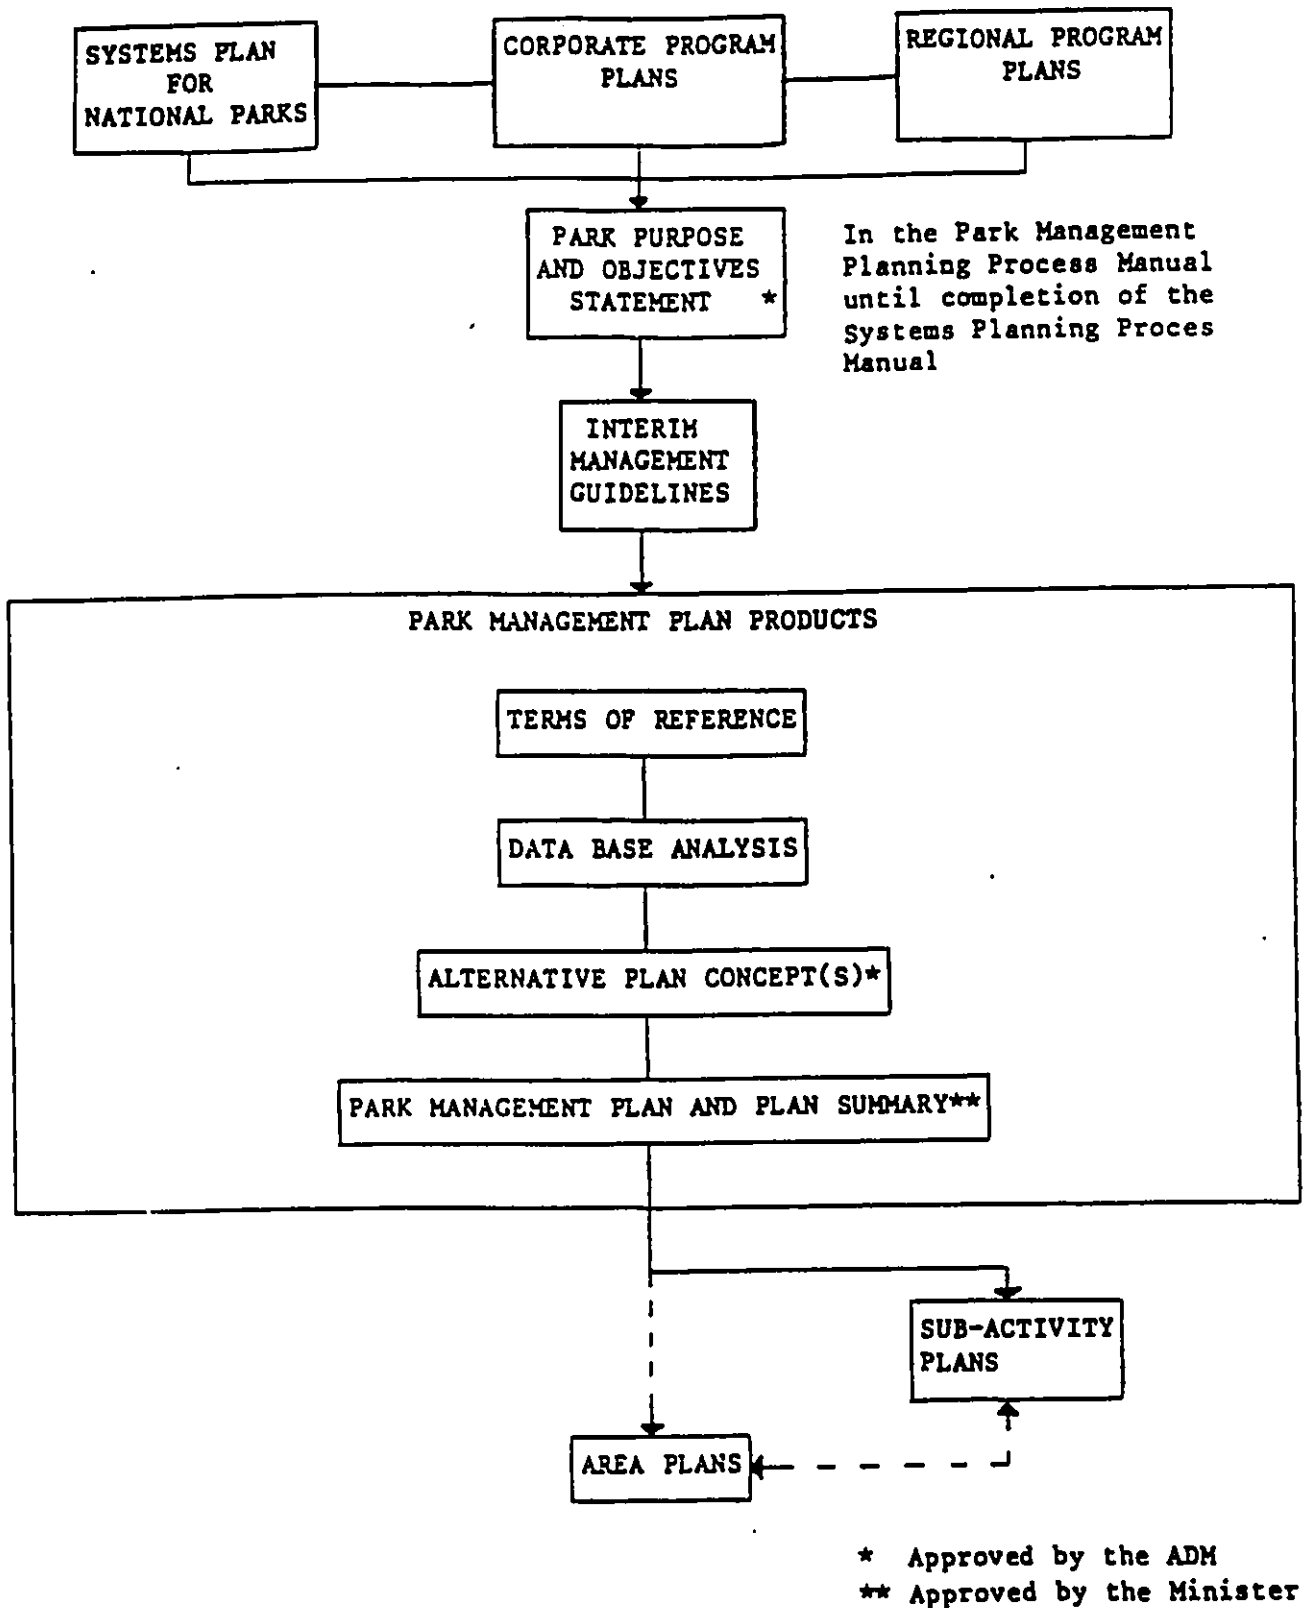 SYSTEMS PLAN
FOR
NATIONAL PARKS
CORPORATE PROGRAM
PLANS
REGIONAL PROGRAM
PLANS
PARK PURPOSE
AND OBJECTIVES
STATEMENT *
In the Park Management
Planning Process Manual
until completion of the
Systems Planning Proces
Manual
INTERIM
MANAGEMENT
GUIDELINES
PARK MANAGEMENT PLAN PRODUCTS
TERMS OF REFERENCE
DATA BASE ANALYSIS
ALTERNATIVE PLAN CONCEPT(S)*
PARK MANAGEMENT PLAN AND PLAN SUMMARY**
SUB-ACTIVITY
PLANS
AREA PLANS
* Approved by the ADM
** Approved by the Minister